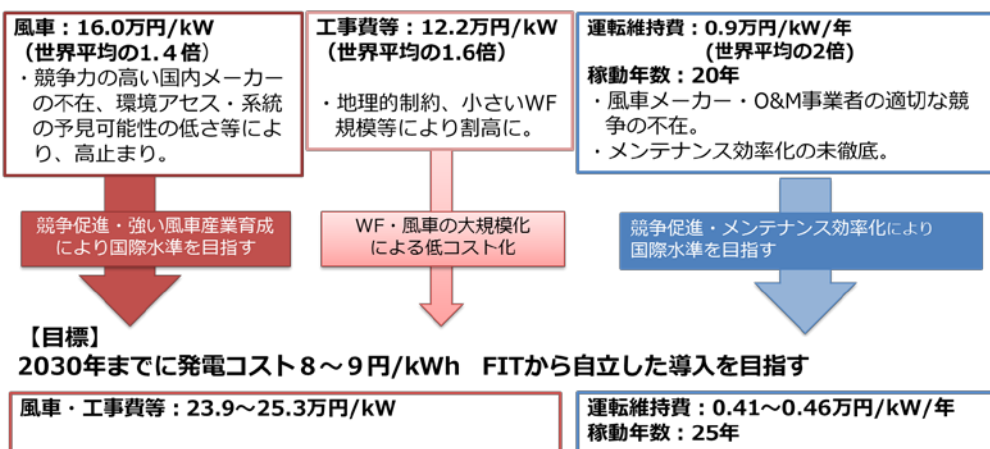 風車：16.0万円/kW
（世界平均の1.４倍）
・競争力の高い国内メーカー
の不在、環境アセス・系統
の予見可能性の低さ等によ
り、高止まり。
工事費等：12.2万円/kW
（世界平均の1.6倍）
・地理的制約、小さいWF
規模等により割高に。
運転維持費：0.9万円/kW/年
(世界平均の2倍)
稼動年数：20年
・風車メーカー・O&M事業者の適切な競
争の不在。
・メンテナンス効率化の未徹底。
競争促進・強い風車産業育成
により国際水準を目指す
WF・風車の大規模化
による低コスト化
競争促進・メンテナンス効率化により
国際水準を目指す
【目標】
2030年までに発電コスト８～９円/kWh　FITから自立した導入を目指す
風車・工事費等：23.9～25.3万円/kW
運転維持費：0.41～0.46万円/kW/年
稼動年数：25年